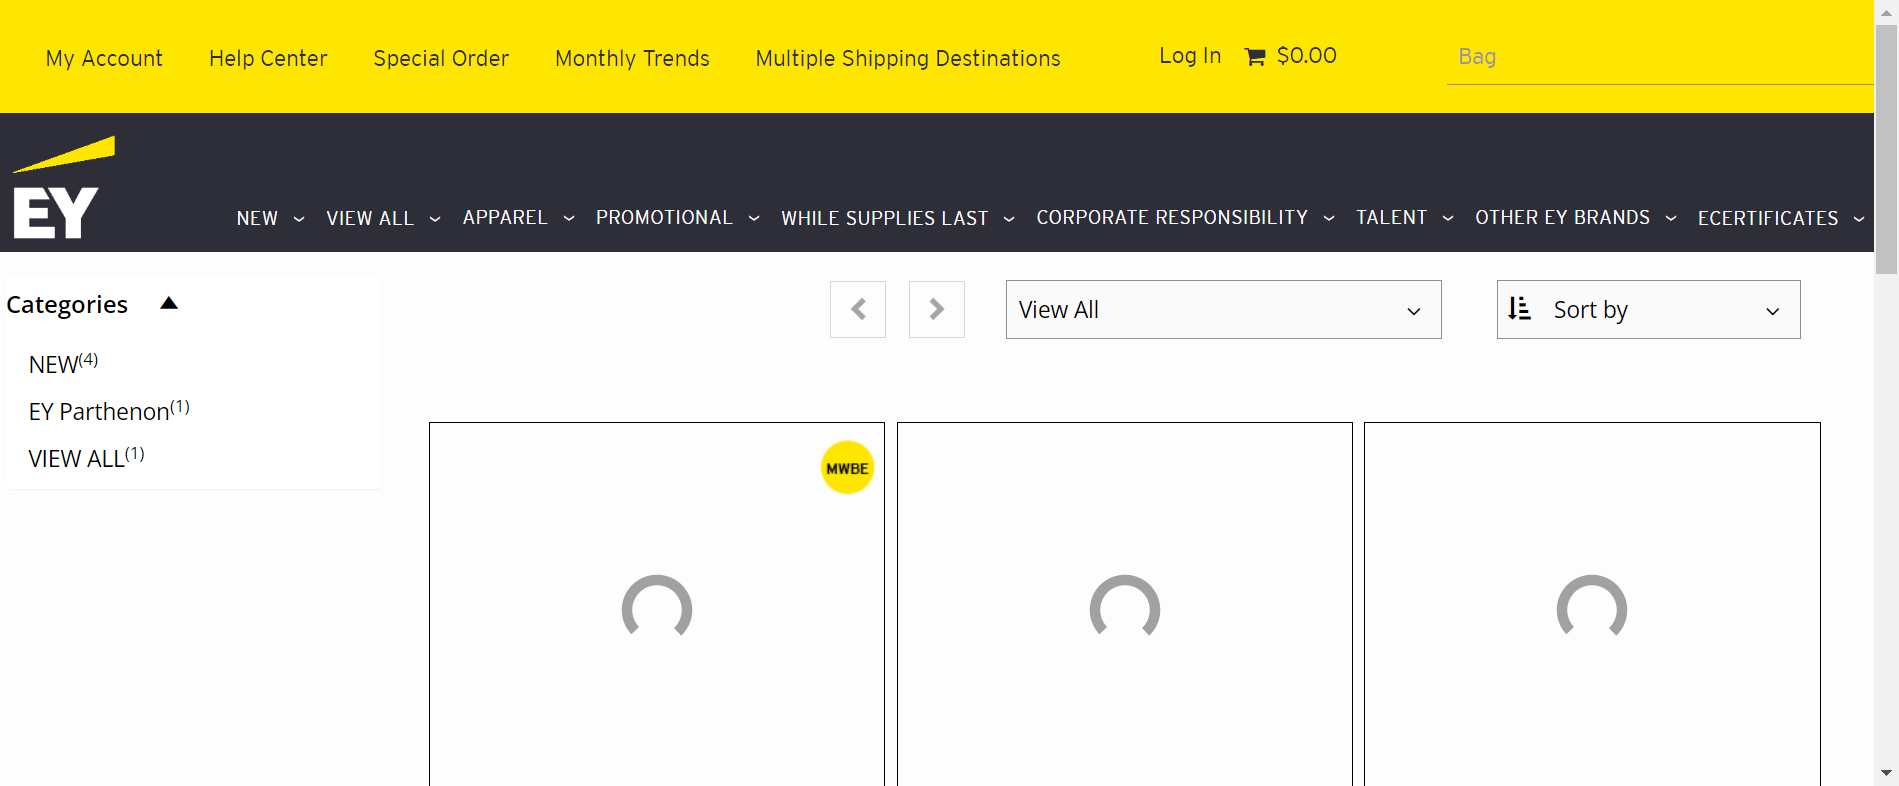 My Account Help Center Special Order Monthly Trends Multiple Shipping Destinations Log In $0.00 Bag
EY
NEW VIEW ALL APPAREL PROMOTIONAL WHILE SUPPLIES LAST CORPORATE RESPONSIBILITY TALENT OTHER EY BRANDS ECERTIFICATES
Categories
NEW(4)
EY Parthenon(1)
VIEW ALL(1)
View All Sort by
MWBE